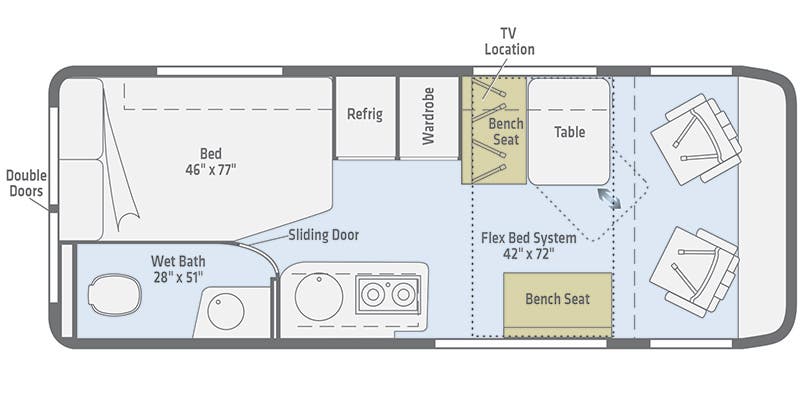 TV
Location
Refrig
Wardrobe
Bench
Seat
Table
Bed
46" x 77"
Double
Doors
Sliding Door
Flex Bed System
42" x 72"
Wet Bath
28" x 51"
Bench Seat